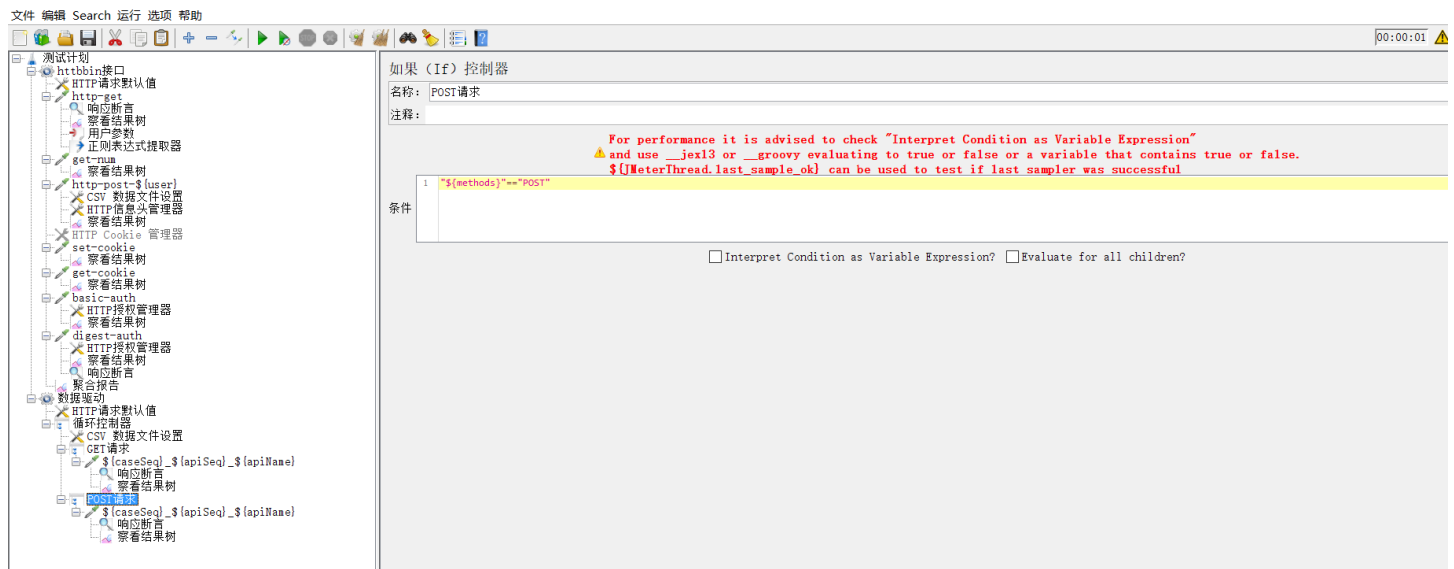 文件 编辑 Search 运行 选项 帮助
00:00:01
测试计划
httbbin接口
HTTP请求默认值
http-get
响应断言
察看结果树
用户参数
正则表达式提取器
get-num
察看结果树
http-post-${user}
CSV 数据文件设置
HTTP信息头管理器
察看结果树
HTTP Cookie 管理器
set-cookie
察看结果树
get-cookie
察看结果树
basic-auth
HTTP授权管理器
察看结果树
digest-auth
HTTP授权管理器
察看结果树
响应断言
聚合报告
数据驱动
HTTP请求默认值
循环控制器
CSV 数据文件设置
GET请求
${caseSeq}_${apiSeq}_${apiName}
响应断言
察看结果树
POST请求
${caseSeq}_${apiSeq}_${apiName}
响应断言
察看结果树
如果（If）控制器
名称： POST请求
注释：
For performance it is advised to check "Interpret Condition as Variable Expression"
and use __jexl3 or __groovy evaluating to true or false or a variable that contains true or false.
${JMeterThread.last_sample_ok} can be used to test if last sampler was successful
条件
1 "${methods}"=="POST"
Interpret Condition as Variable Expression? Evaluate for all children?